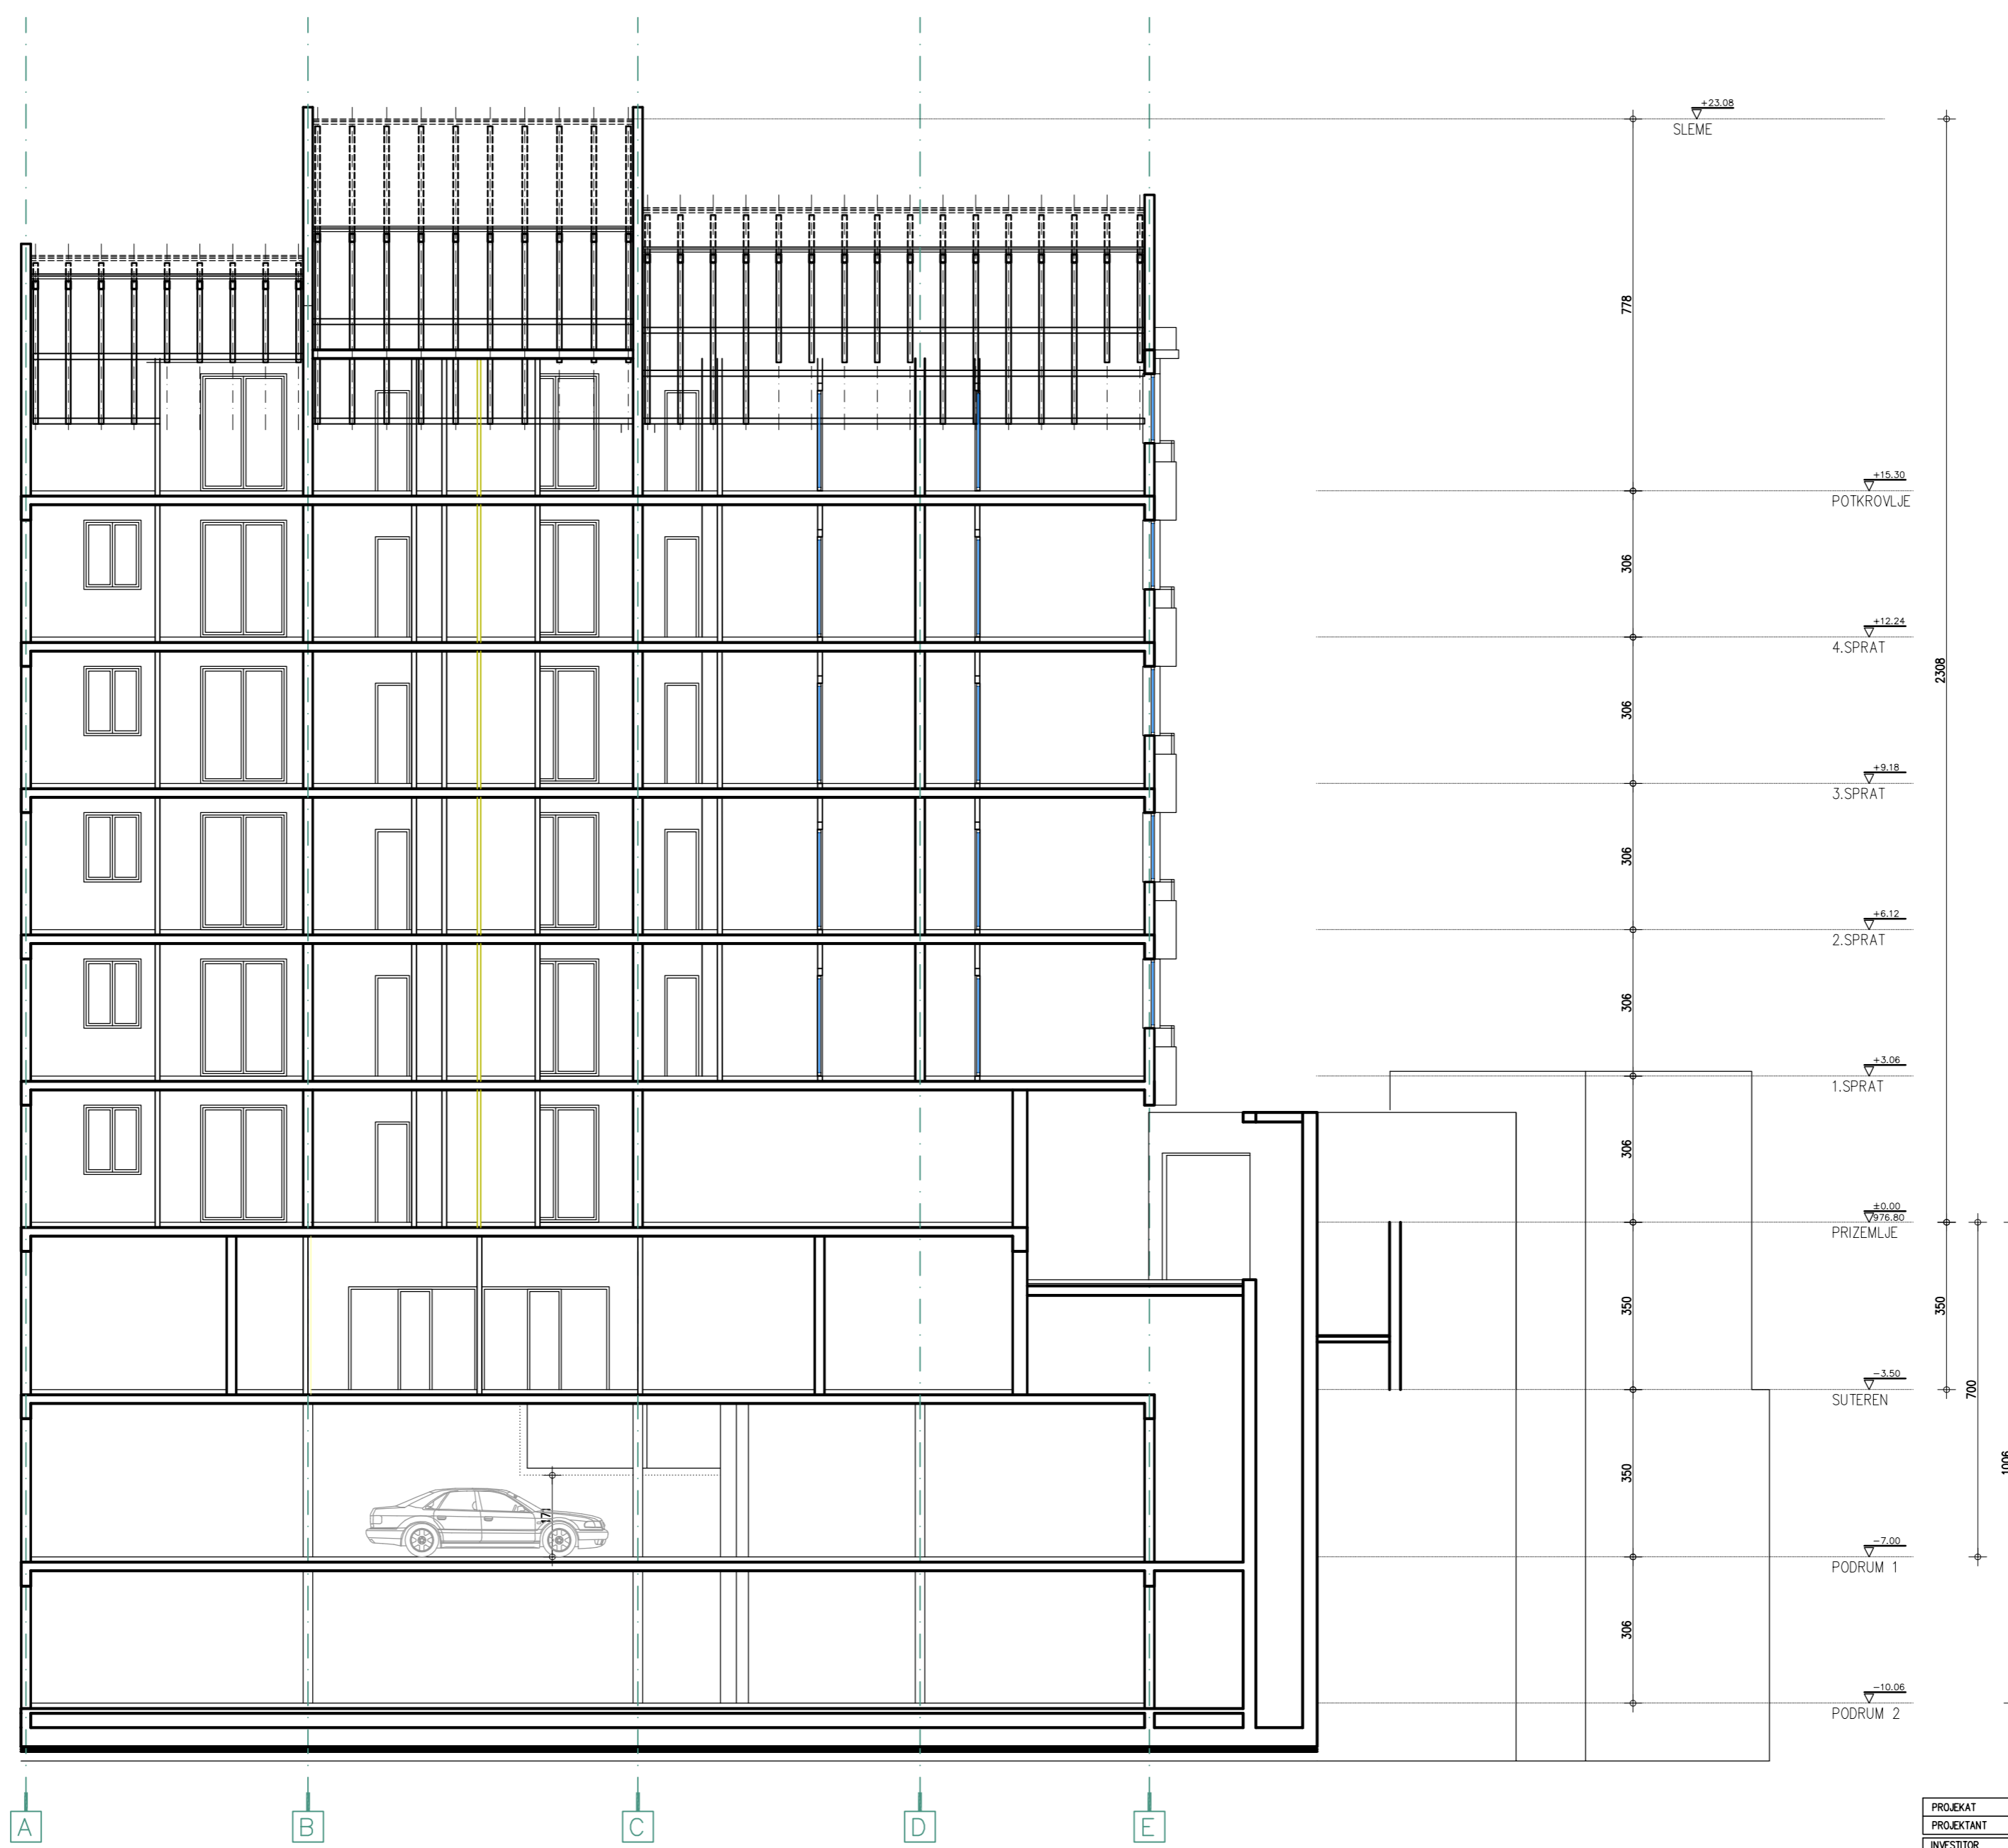 +23.08
SLEME
778
+15.30
POTKROVLJE
306
+12.24
4.SPRAT
2308
306
+9.18
3.SPRAT
306
+6.12
2.SPRAT
306
+3.06
1.SPRAT
306
±0.00
976.80
PRIZEMLJE
350
350
-3.50
SUTEREN
700
1006
350
171
-7.00
PODRUM 1
306
-10.06
PODRUM 2
A
B
C
D
E
PROJEKAT
PROJEKTANT
INVESTITOR